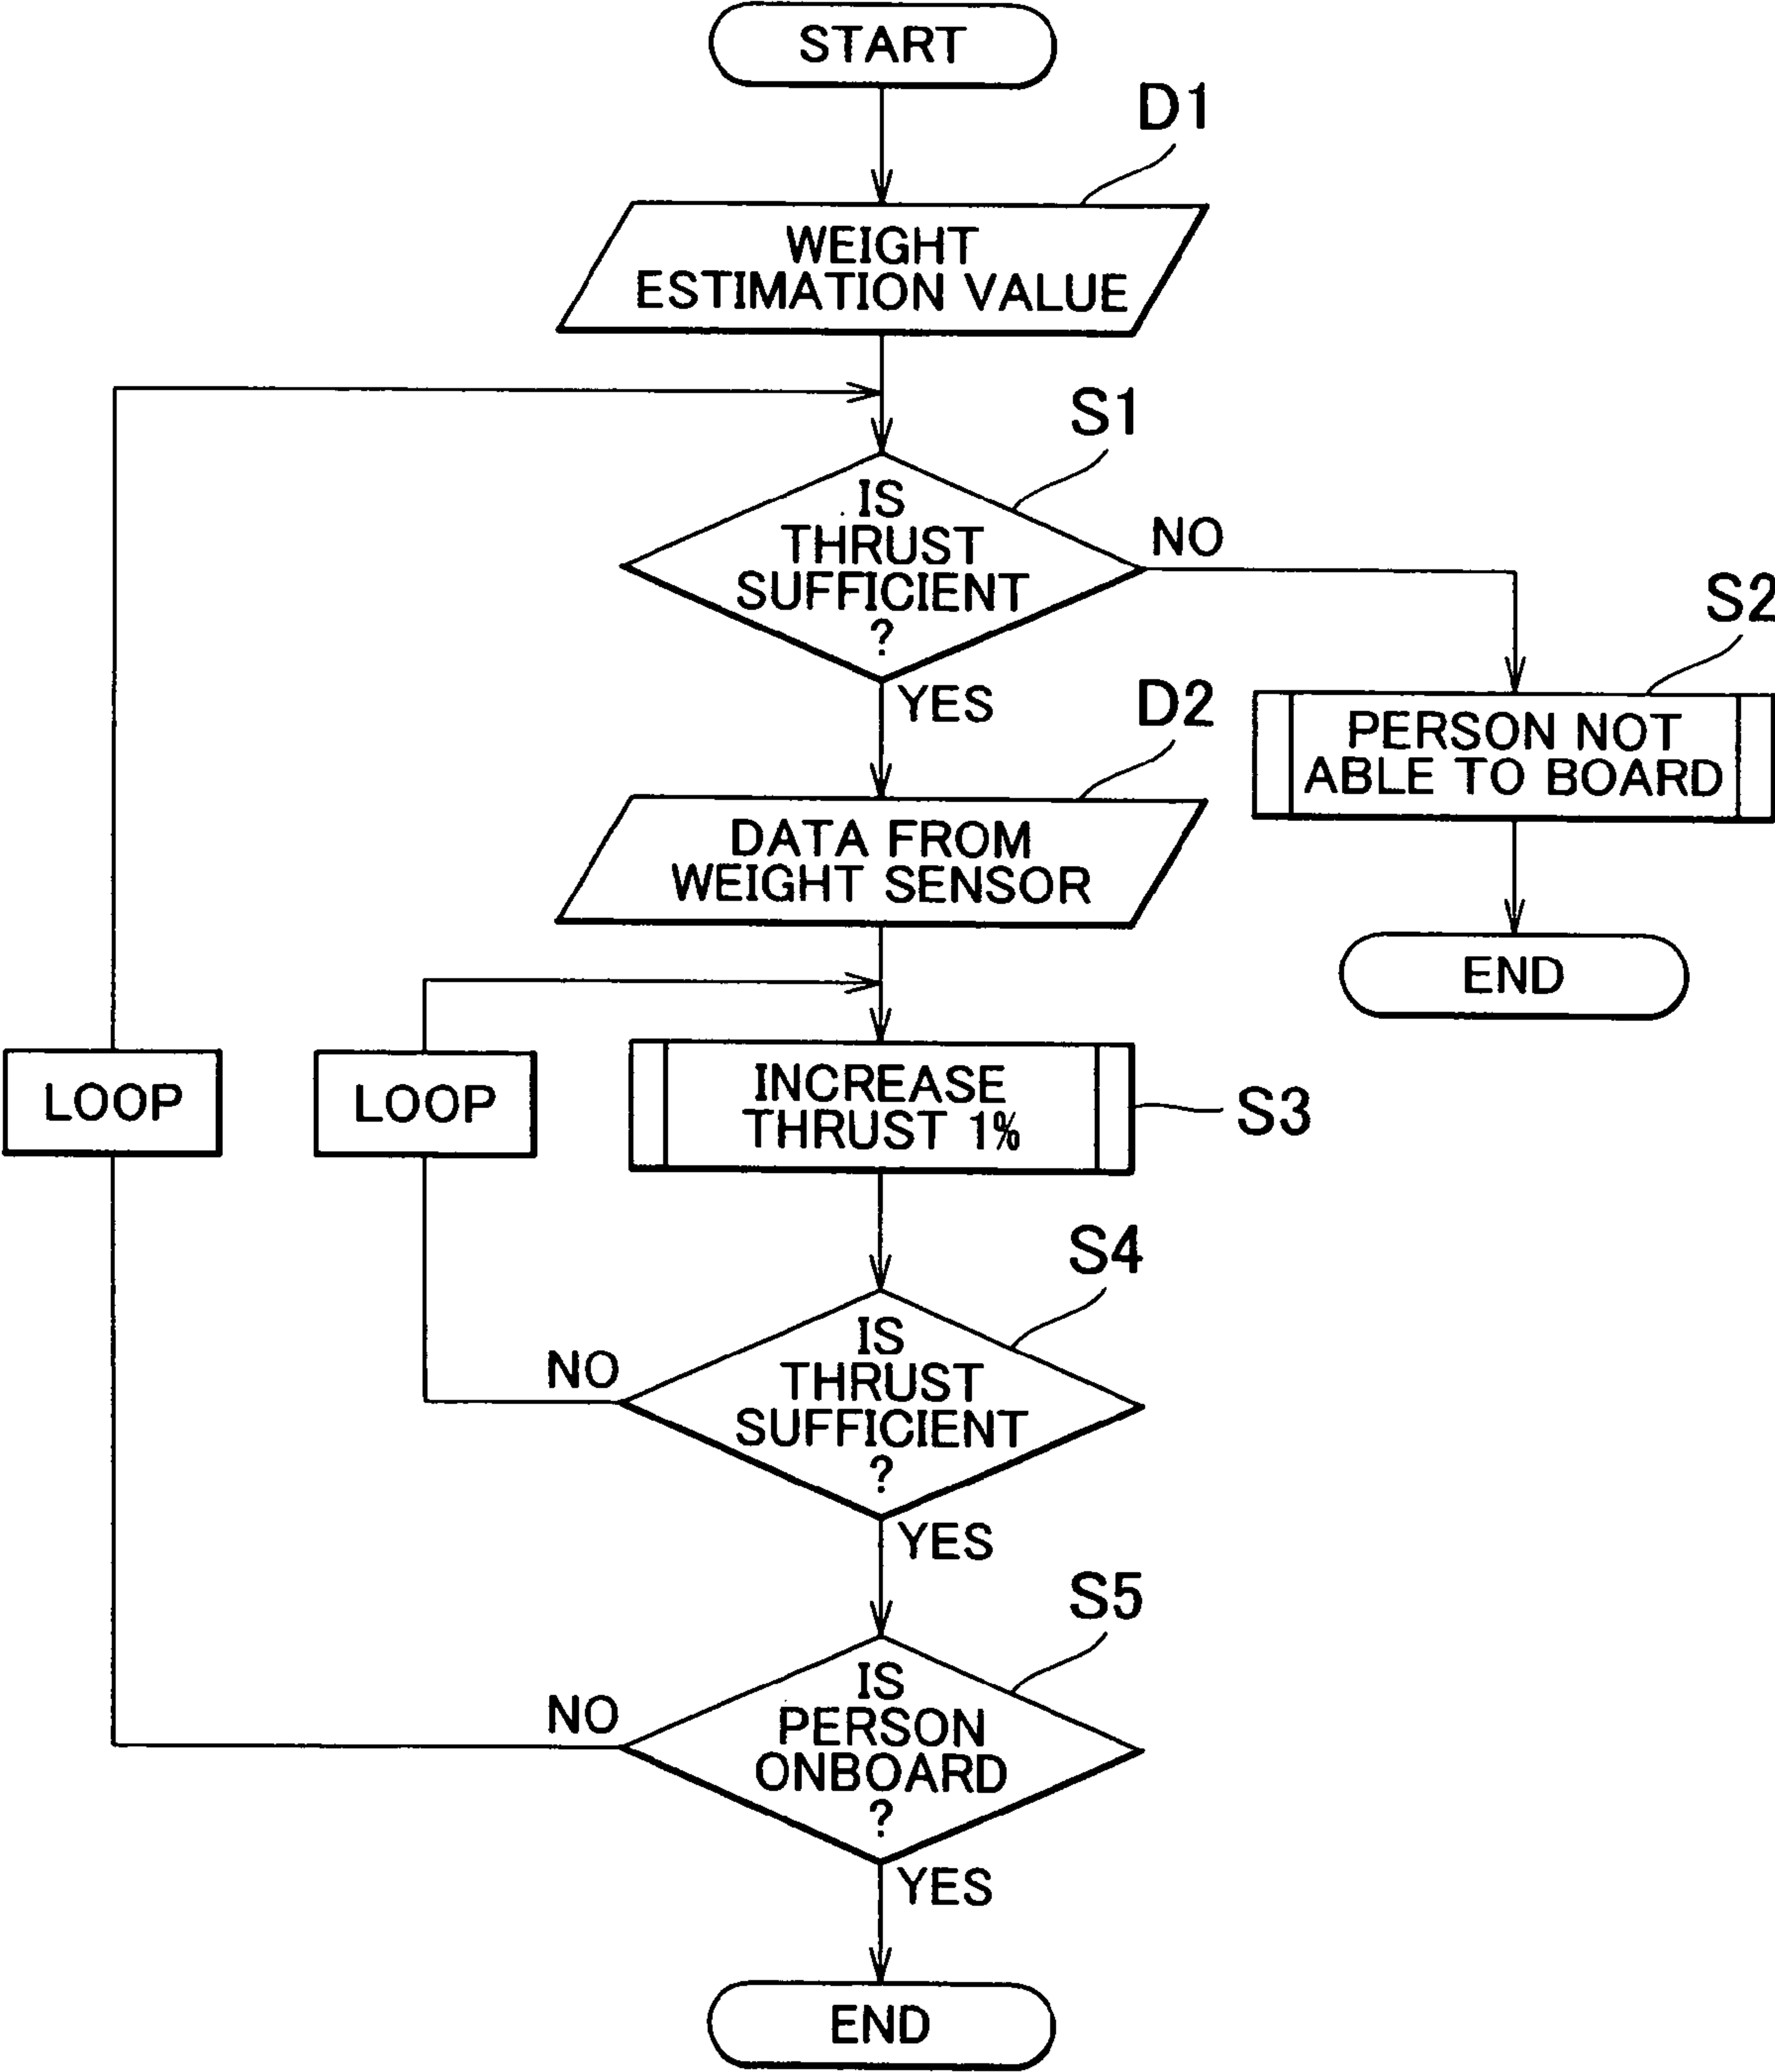 START
D1
WEIGHT
ESTIMATION VALUE
S1
IS
THRUST
SUFFICIENT
?
NO
YES
S2
PERSON NOT
ABLE TO BOARD
END
D2
DATA FROM
WEIGHT SENSOR
LOOP
LOOP
INCREASE
THRUST 1%
S3
S4
IS
THRUST
SUFFICIENT
?
NO
YES
S5
IS
PERSON
ONBOARD
?
NO
YES
END